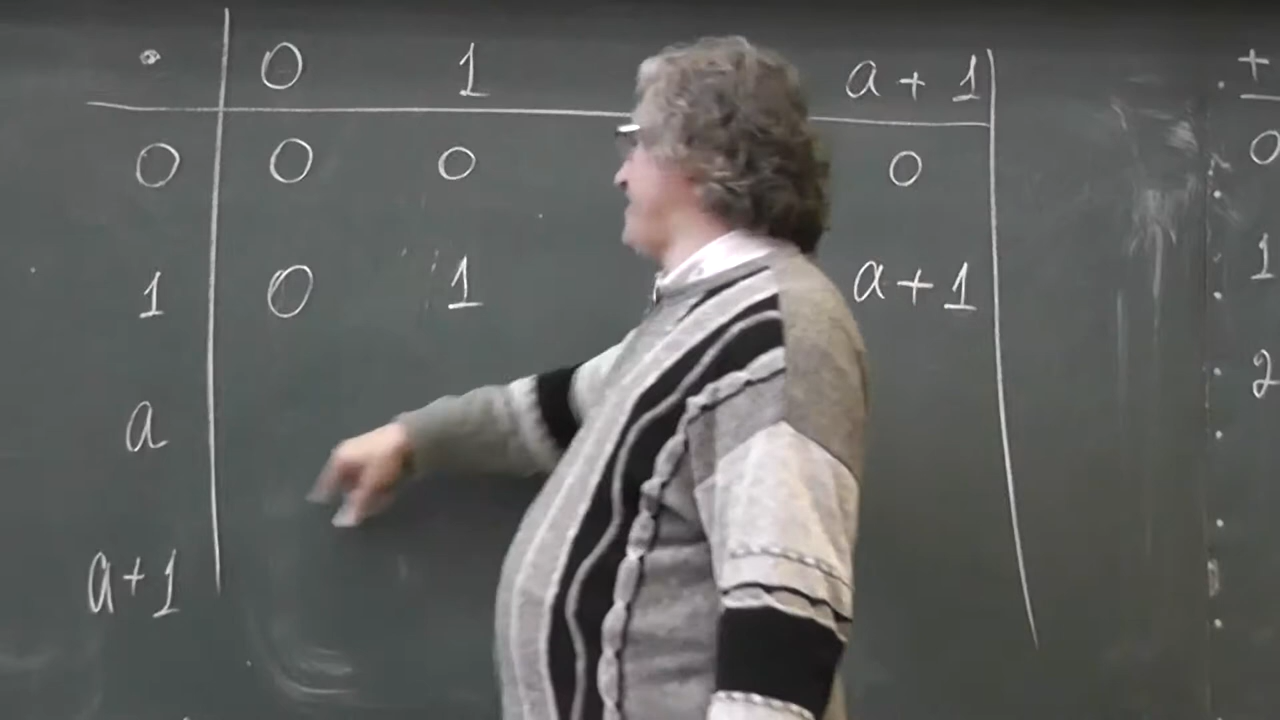 · 0 1 a + 1 +
0 0 0 0 0
1 0 1 a + 1 1
a 2
a + 1